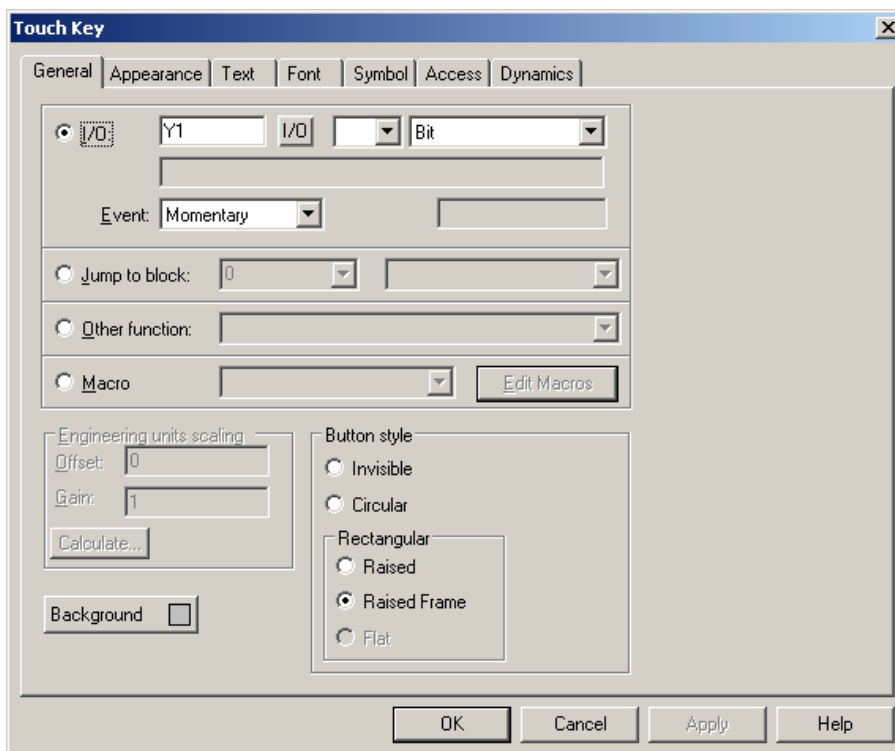 Touch Key
General Appearance Text Font Symbol Access Dynamics
I/O: Y1 I/O Bit
Event: Momentary
Jump to block: 0
Other function:
Macro Edit Macros
Engineering units scaling
Offset: 0
Gain: 1
Calculate...
Background
Button style
Invisible
Circular
Rectangular
Raised
Raised Frame
Flat
OK Cancel Apply Help